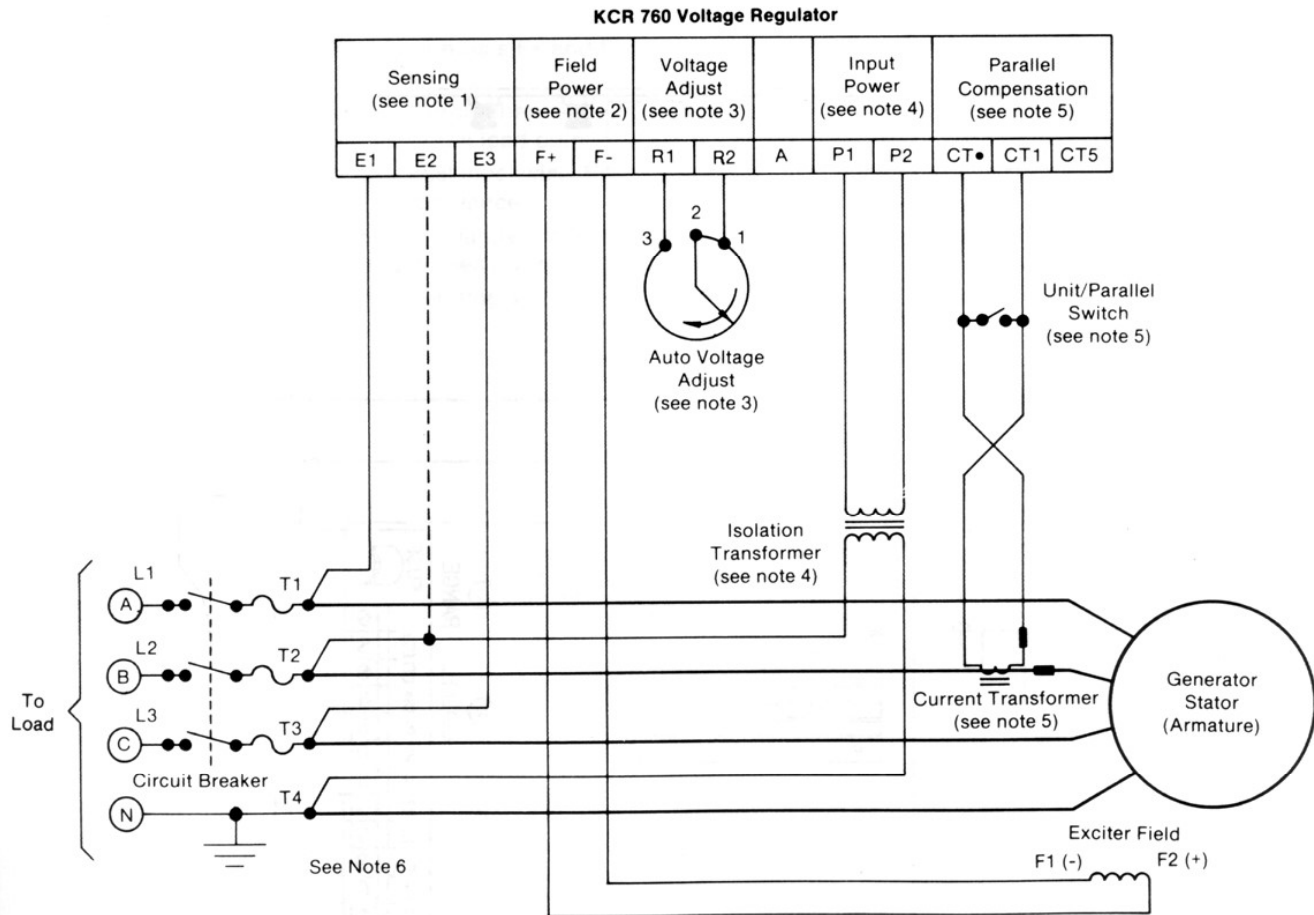 KCR 760 Voltage Regulator
Sensing
(see note 1)
Field
Power
(see note 2)
Voltage
Adjust
(see note 3)
Input
Power
(see note 4)
Parallel
Compensation
(see note 5)
E1 E2 E3 F+ F- R1 R2 A P1 P2 CT• CT1 CT5
2
3 1
Auto Voltage
Adjust
(see note 3)
Unit/Parallel
Switch
(see note 5)
Isolation
Transformer
(see note 4)
To
Load
L1 T1
A
L2 T2
B
L3 T3
C
Circuit Breaker
T4
N
See Note 6
Current Transformer
(see note 5)
Generator
Stator
(Armature)
Exciter Field
F1 (-) F2 (+)